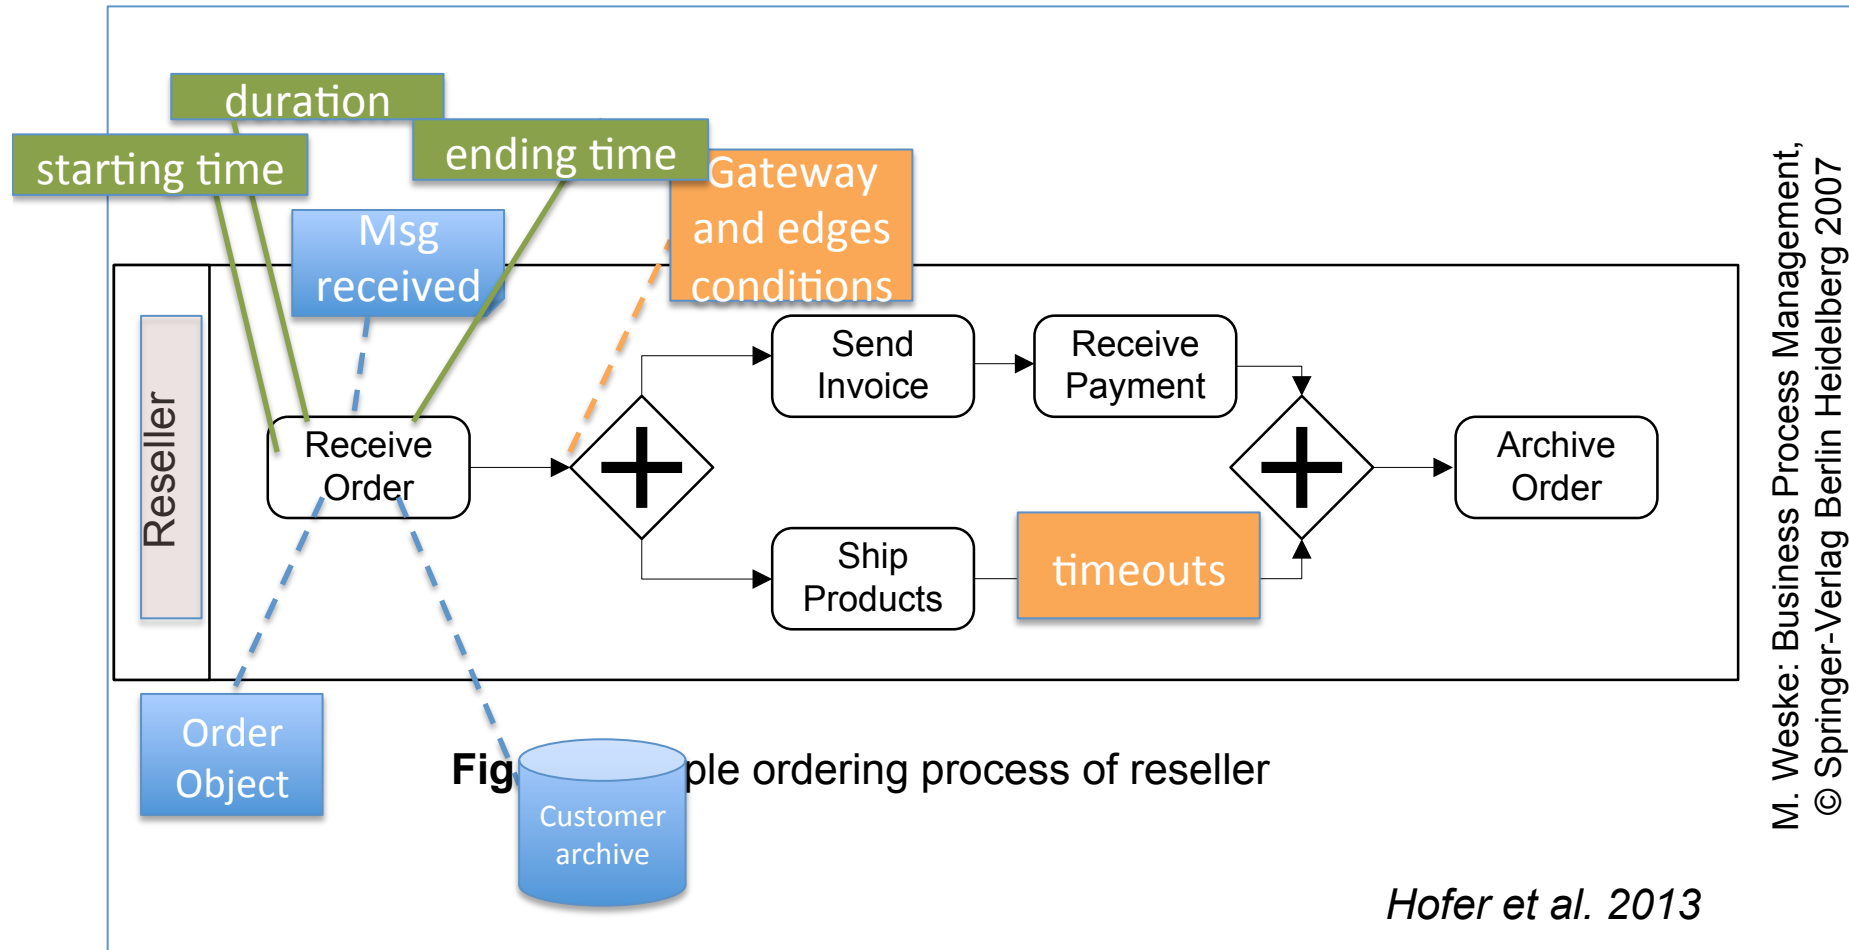 duration
starting time
ending time
Gateway
and edges
conditions
Msg
received
Reseller
Receive
Order
Send
Invoice
Receive
Payment
Ship
Products
timeouts
Archive
Order
Order
Object
Customer
archive
Fig ple ordering process of reseller
Hofer et al. 2013
M. Weske: Business Process Management,
© Springer-Verlag Berlin Heidelberg 2007